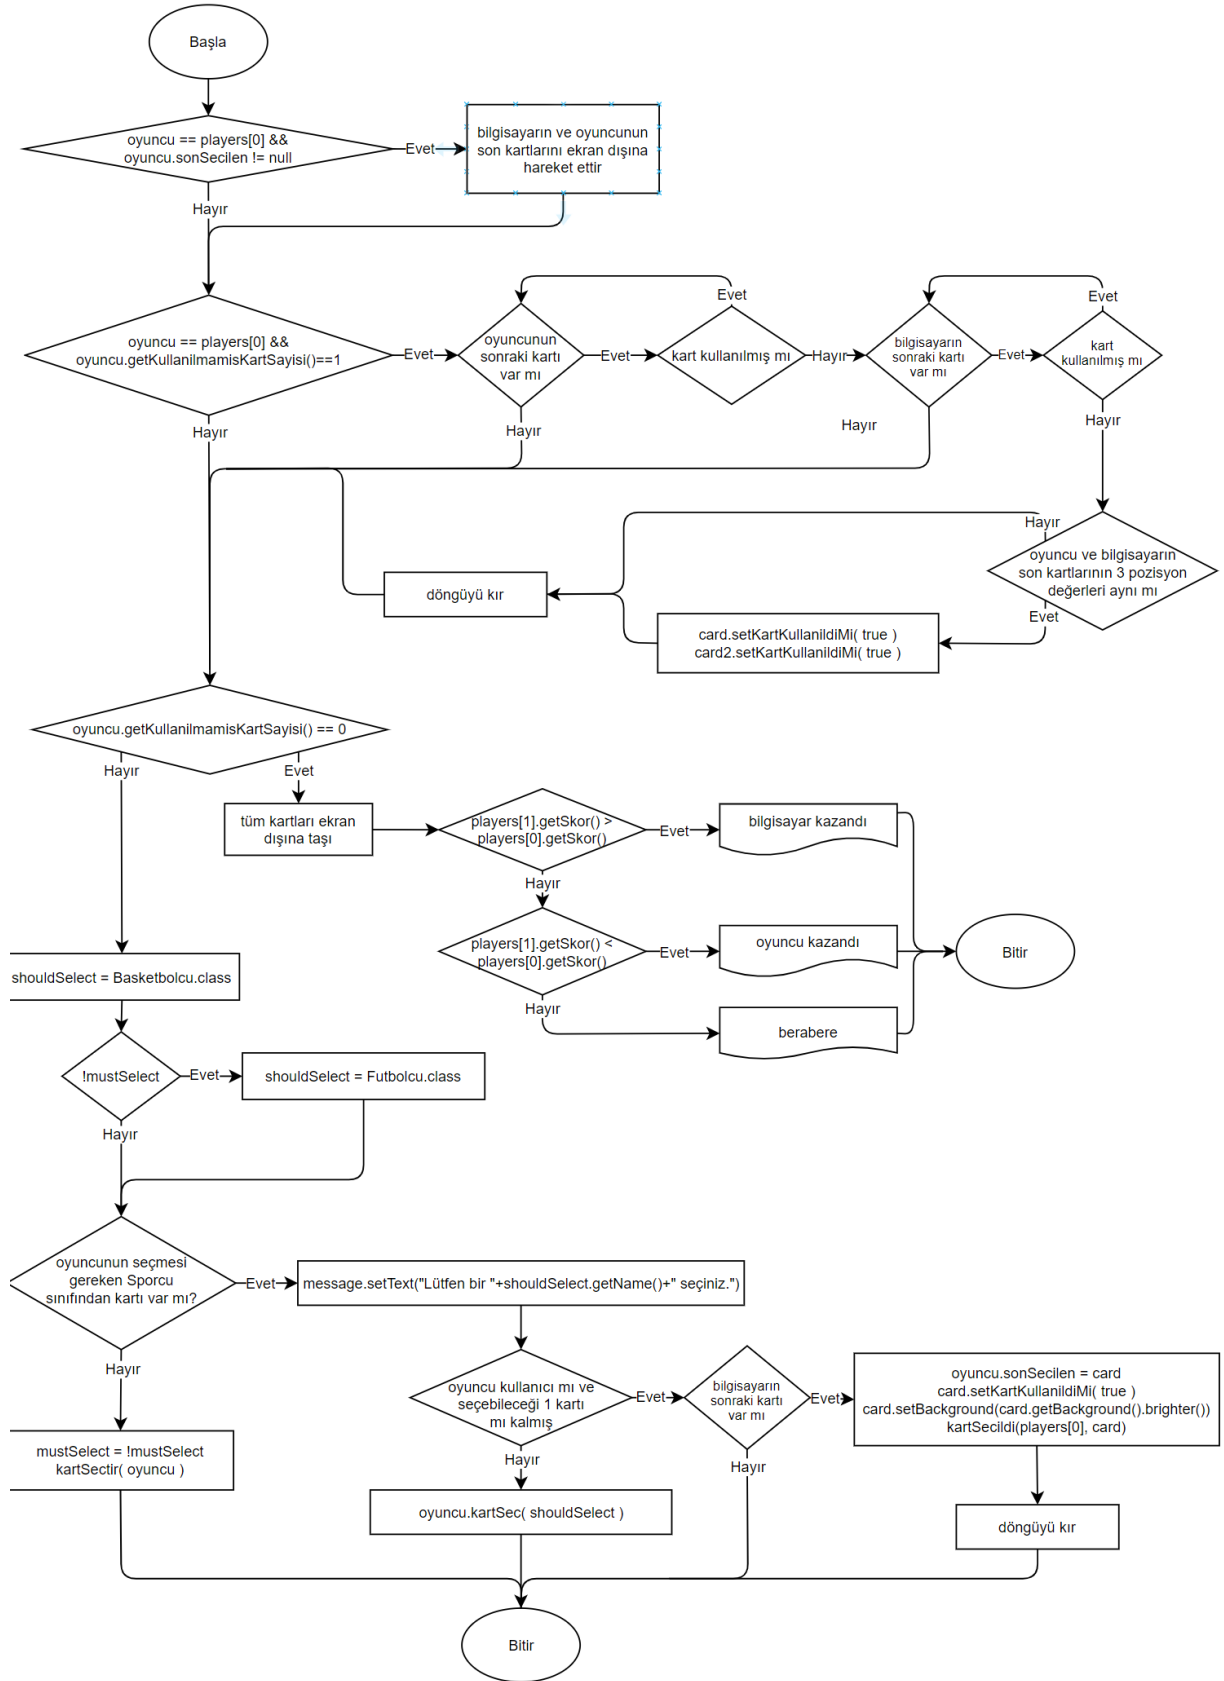 Başla
oyuncu == players[0] &&
oyuncu.sonSecilen != null
Evet
bilgisayarın ve oyuncunun
son kartlarını ekran dışına
hareket ettir
Hayır
oyuncu == players[0] &&
oyuncu.getKullanilmamisKartSayisi()==1
Evet
oyuncunun
sonraki kartı
var mı
Evet
Evet
kart kullanılmış mı
Hayır
bilgisayarın
sonraki kartı
var mı
Evet
Evet
kart
kullanılmış mı
Hayır
Hayır
Hayır
Hayır
Hayır
oyuncu ve bilgisayarın
son kartlarının 3 pozisyon
değerleri aynı mı
Evet
döngüyü kır
card.setKartKullanildiMi( true )
card2.setKartKullanildiMi( true )
oyuncu.getKullanilmamisKartSayisi() == 0
Hayır
Evet
tüm kartları ekran
dışına taşı
players[1].getSkor() >
players[0].getSkor()
Evet
bilgisayar kazandı
Hayır
players[1].getSkor() <
players[0].getSkor()
Evet
oyuncu kazandı
Bitir
Hayır
berabere
shouldSelect = Basketbolcu.class
!mustSelect
Evet
shouldSelect = Futbolcu.class
Hayır
oyuncunun seçmesi
gereken Sporcu
sınıfından kartı var mı?
Evet
message.setText("Lütfen bir "+shouldSelect.getName()+" seçiniz.")
Hayır
oyuncu kullanıcı mı ve
seçebileceği 1 kartı
mı kalmış
Evet
bilgisayarın
sonraki kartı
var mı
Evet
oyuncu.sonSecilen = card
card.setKartKullanildiMi( true )
card.setBackground(card.getBackground().brighter())
kartSecildi(players[0], card)
mustSelect = !mustSelect
kartSectir( oyuncu )
Hayır
Hayır
oyuncu.kartSec( shouldSelect )
döngüyü kır
Bitir